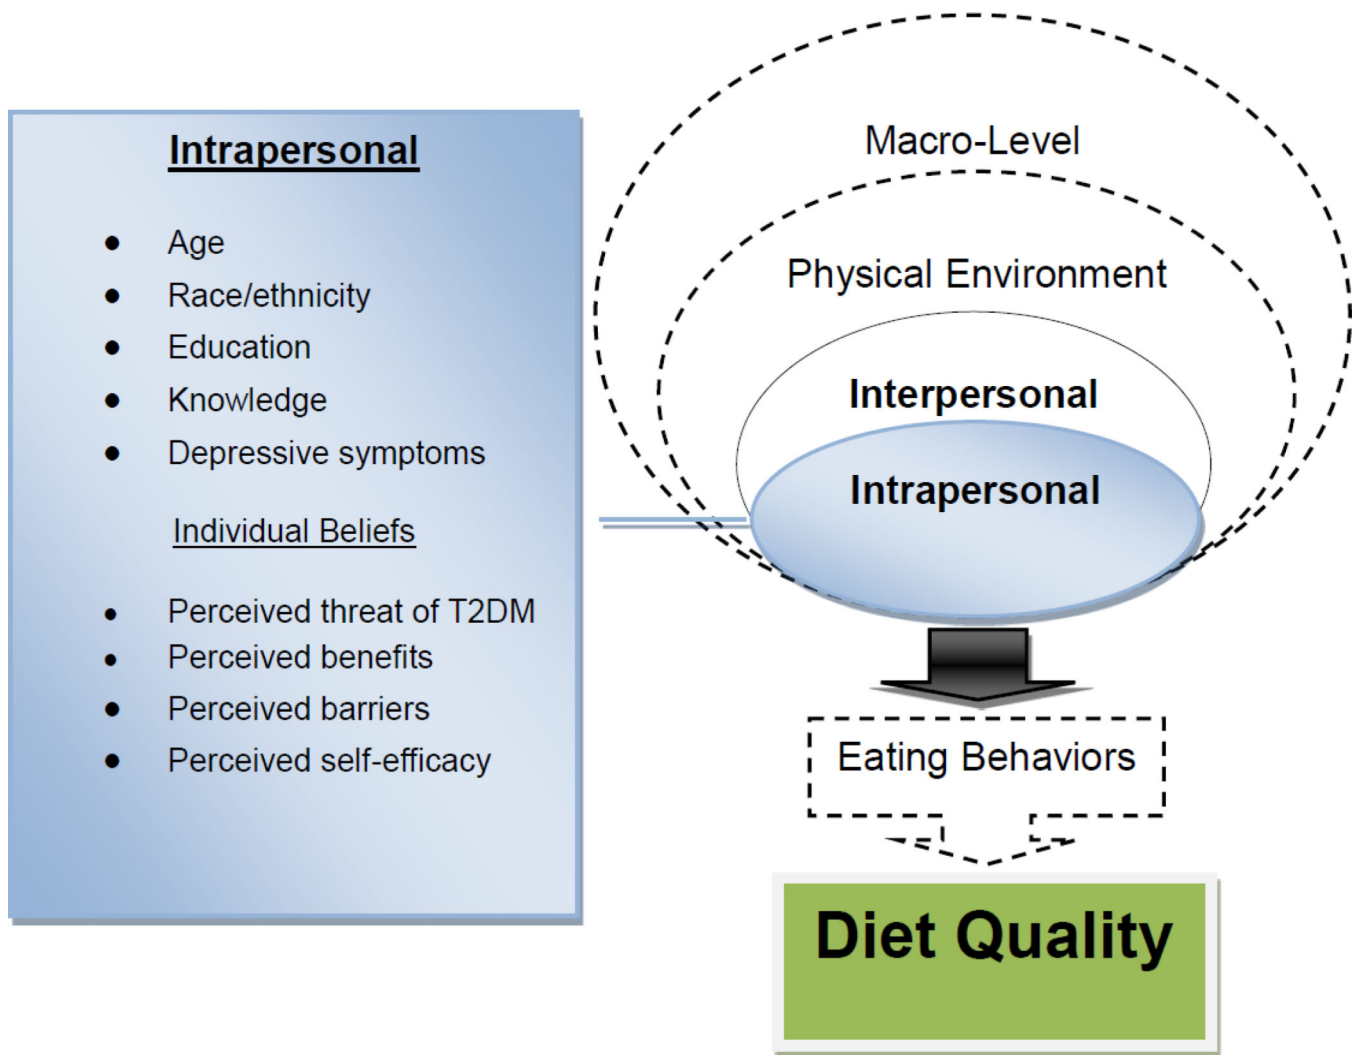 Intrapersonal
● Age
● Race/ethnicity
● Education
● Knowledge
● Depressive symptoms
Individual Beliefs
● Perceived threat of T2DM
● Perceived benefits
● Perceived barriers
● Perceived self-efficacy
Macro-Level
Physical Environment
Interpersonal
Intrapersonal
Eating Behaviors
Diet Quality